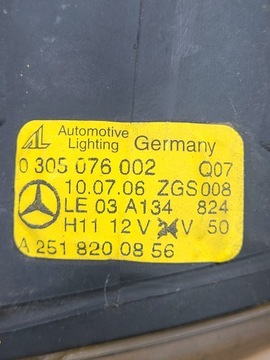 AL Automotive Lighting Germany
0 305 076 002 Q07
10.07.06 ZGS 008
LE 03 A134 824
H11 12 V V 50
A 251 820 08 56